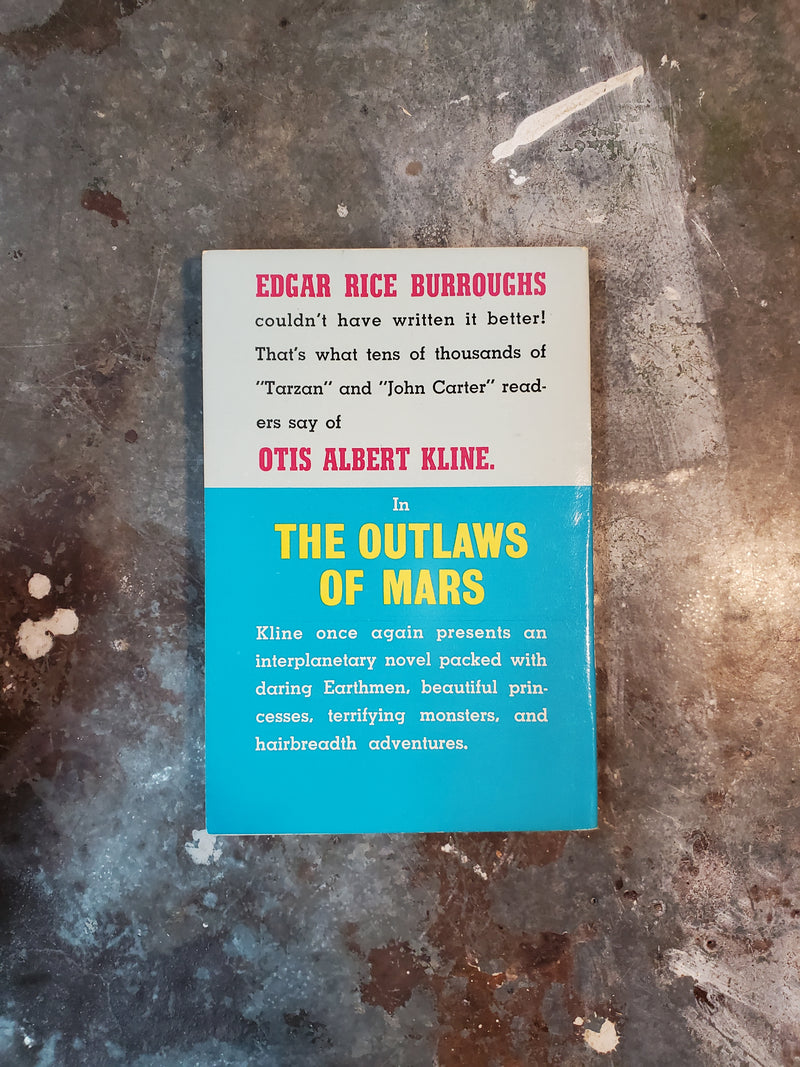 EDGAR RICE BURROUGHS
couldn't have written it better!
That's what tens of thousands of
"Tarzan" and "John Carter" read-
ers say of
OTIS ALBERT KLINE.
In
THE OUTLAWS
OF MARS
Kline once again presents an
interplanetary novel packed with
daring Earthmen, beautiful prin-
cesses, terrifying monsters, and
hairbreadth adventures.